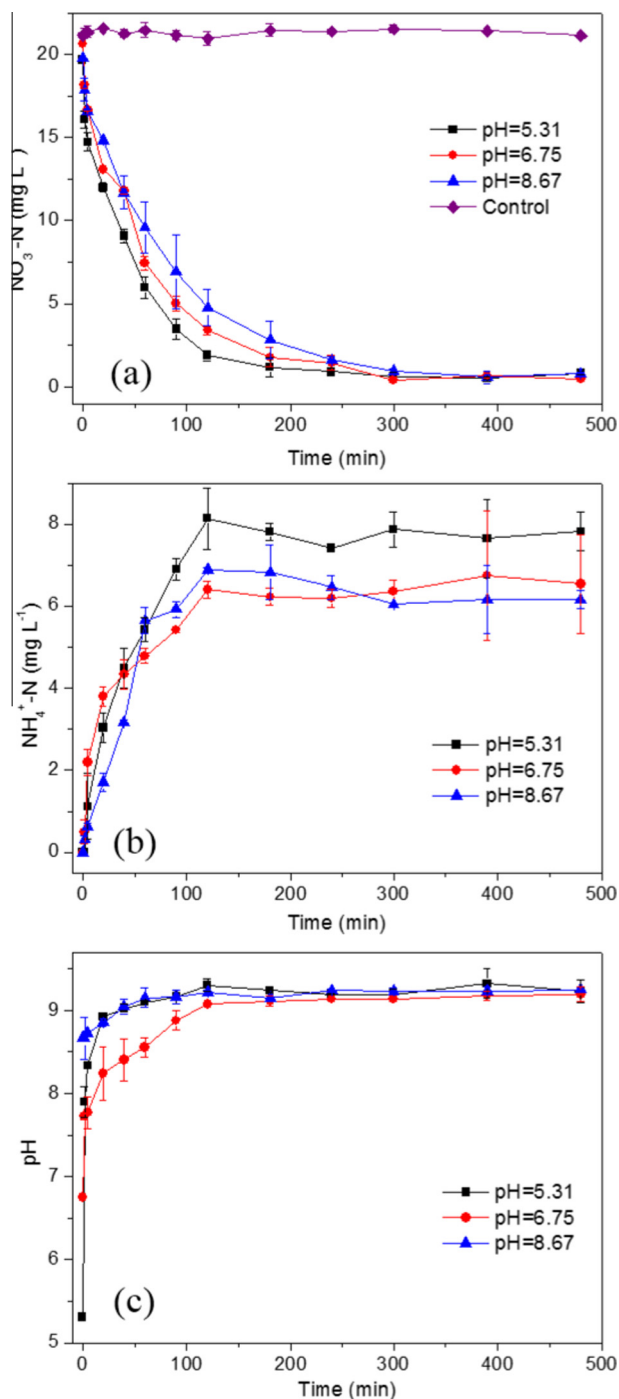 20
15
10
5
0
NO₃⁻-N (mg L⁻
pH=5.31
pH=6.75
pH=8.67
Control
(a)
0 100 200 300 400 500
Time (min)
8
6
4
2
0
NH₄⁺-N (mg L⁻¹)
pH=5.31
pH=6.75
pH=8.67
(b)
0 100 200 300 400 500
Time (min)
9
8
7
6
5
pH
pH=5.31
pH=6.75
pH=8.67
(c)
0 100 200 300 400 500
Time (min)